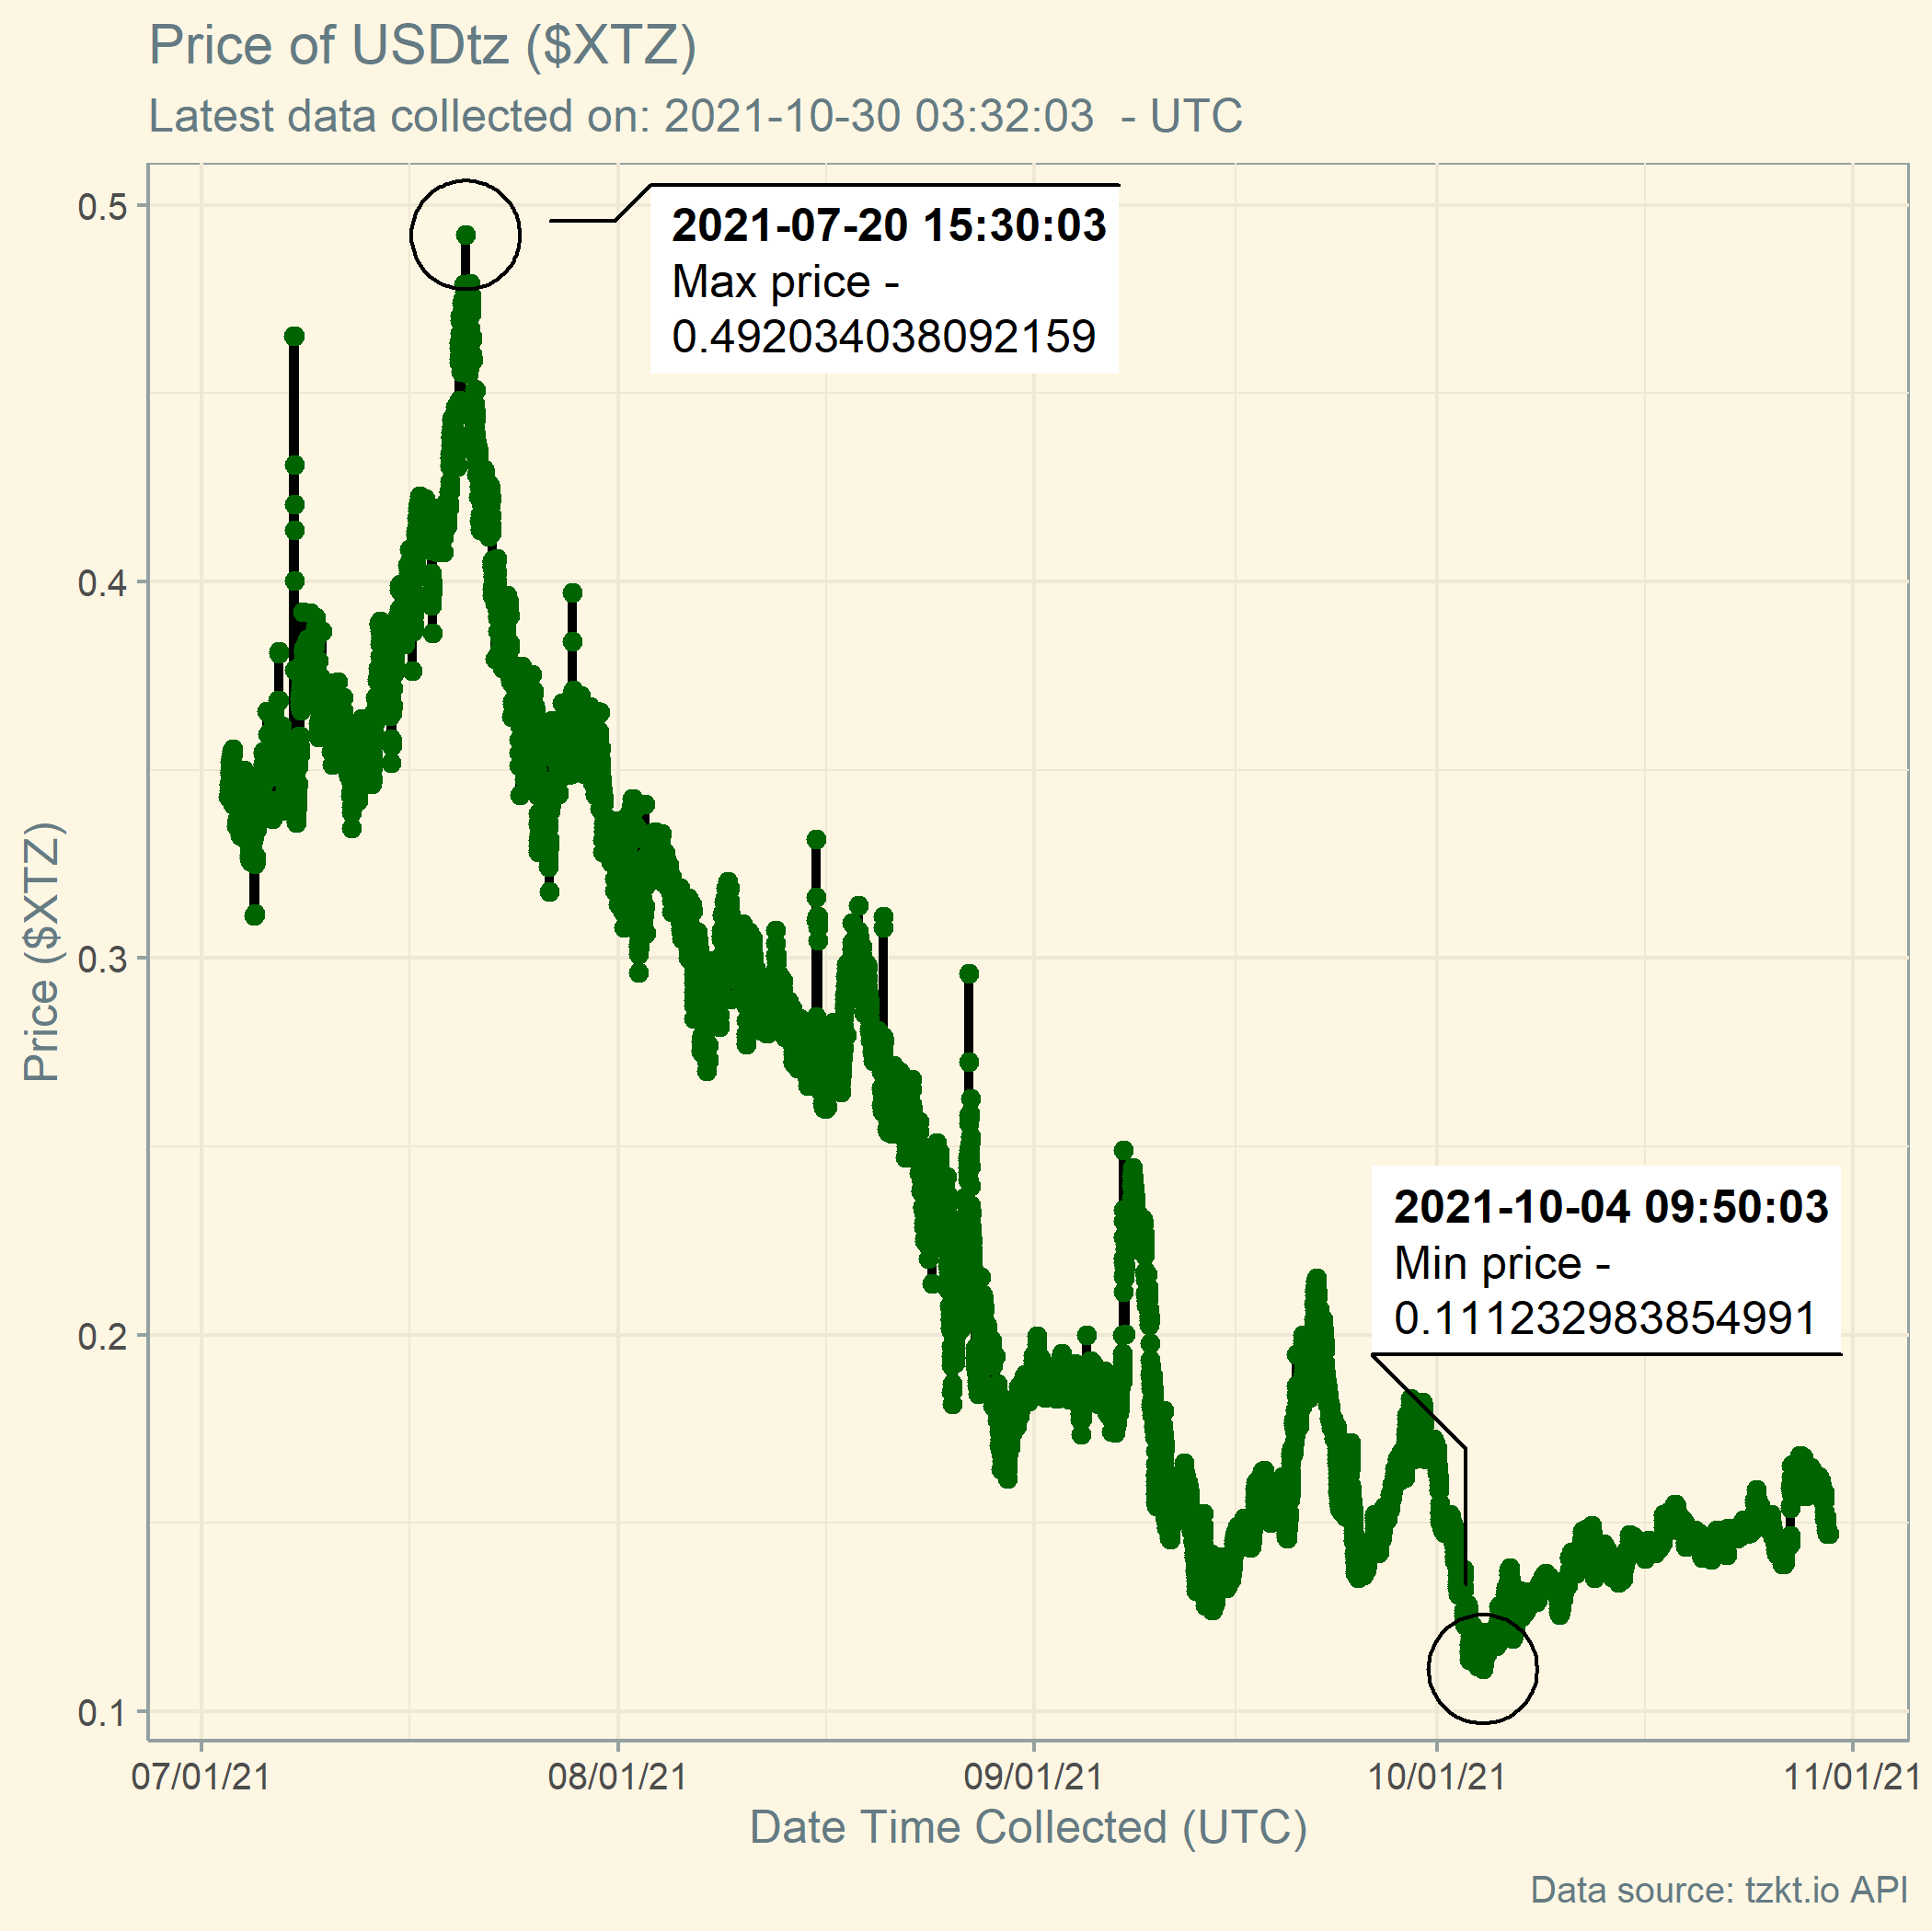 Price of USDtz ($XTZ)
Latest data collected on: 2021-10-30 03:32:03  - UTC
0.5
0.4
0.3
0.2
0.1
Price ($XTZ)
2021-07-20 15:30:03
Max price -
0.492034038092159
2021-10-04 09:50:03
Min price -
0.111232983854991
07/01/21
08/01/21
09/01/21
10/01/21
11/01/21
Date Time Collected (UTC)
Data source: tzkt.io API